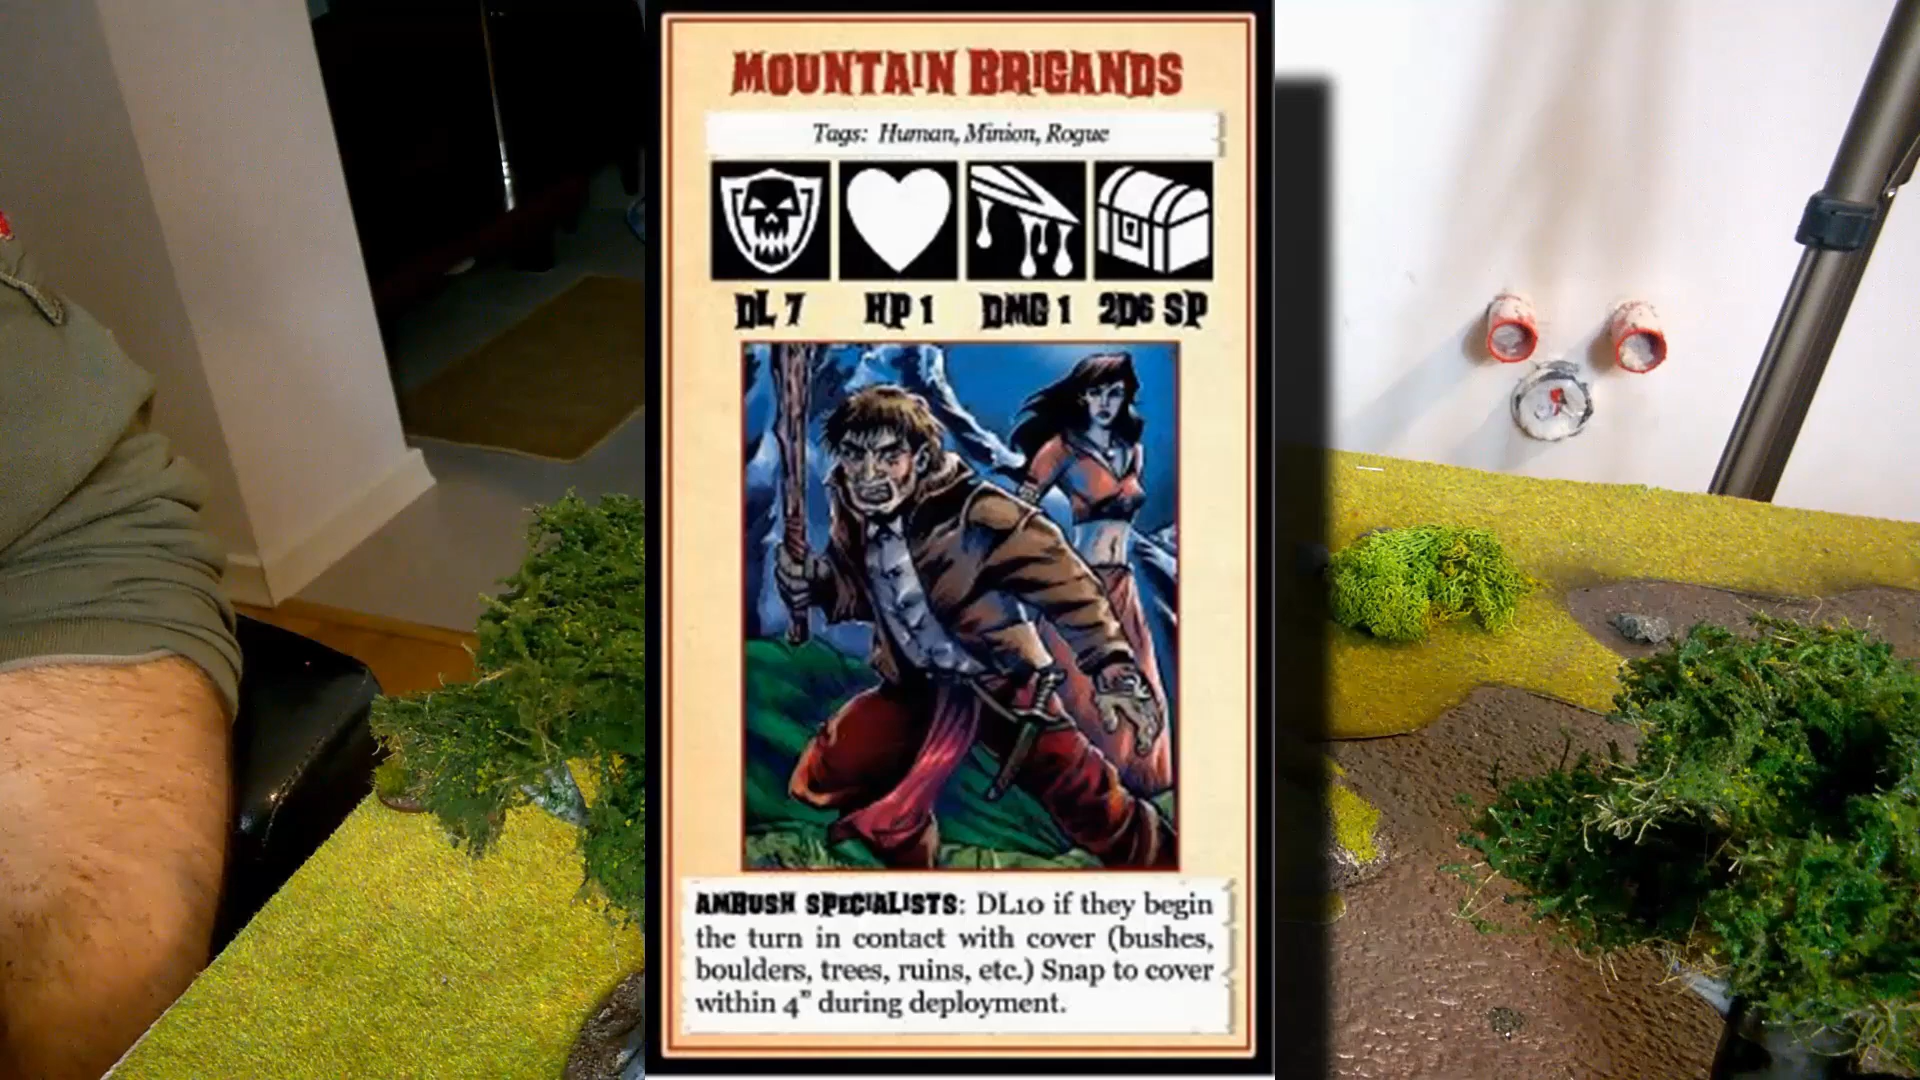 MOUNTAIN BRIGANDS
Tags: Human, Minion, Rogue
DL 7 HP 1 DMG 1 2D6 SP
AMBUSH SPECIALISTS: DL10 if they begin
the turn in contact with cover (bushes,
boulders, trees, ruins, etc.) Snap to cover
within 4” during deployment.